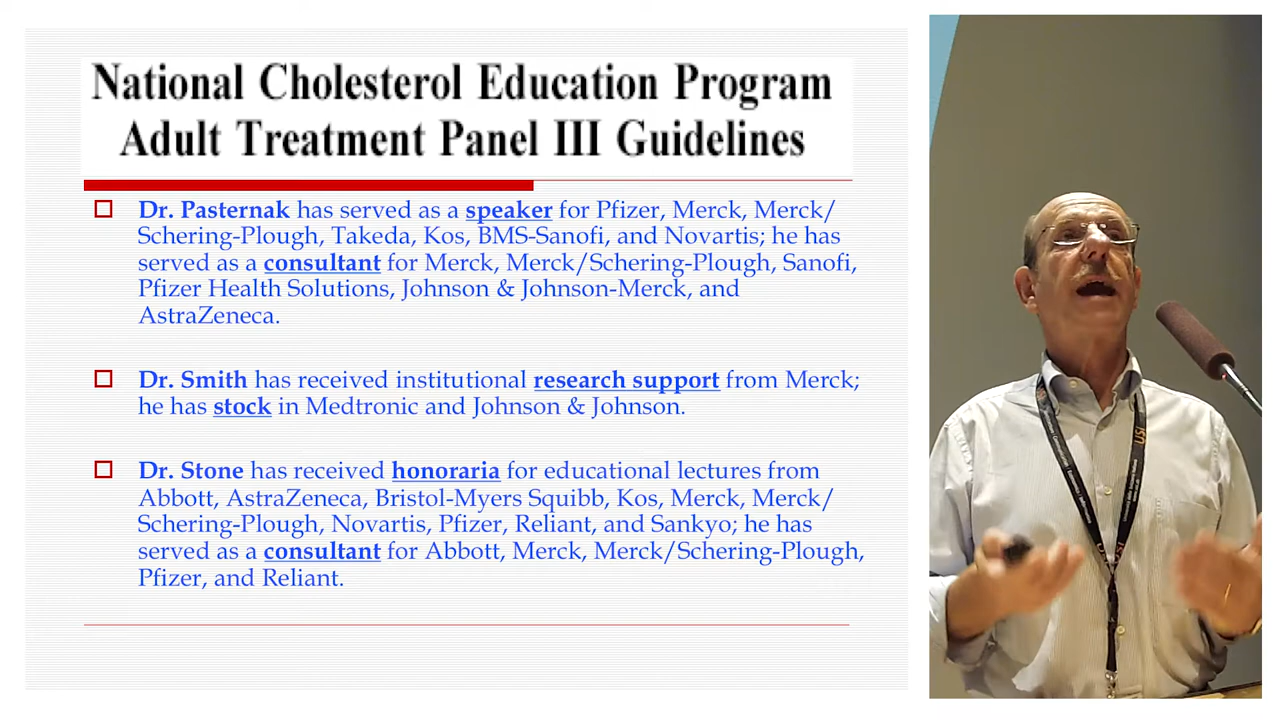 National Cholesterol Education Program
Adult Treatment Panel III Guidelines
Dr. Pasternak has served as a speaker for Pfizer, Merck, Merck/
Schering-Plough, Takeda, Kos, BMS-Sanofi, and Novartis; he has
served as a consultant for Merck, Merck/Schering-Plough, Sanofi,
Pfizer Health Solutions, Johnson & Johnson-Merck, and
AstraZeneca.
Dr. Smith has received institutional research support from Merck;
he has stock in Medtronic and Johnson & Johnson.
Dr. Stone has received honoraria for educational lectures from
Abbott, AstraZeneca, Bristol-Myers Squibb, Kos, Merck, Merck/
Schering-Plough, Novartis, Pfizer, Reliant, and Sankyo; he has
served as a consultant for Abbott, Merck, Merck/Schering-Plough,
Pfizer, and Reliant.
USI